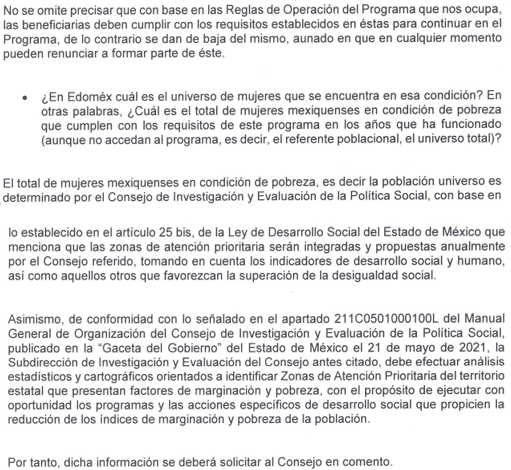 No se omite precisar que con base en las Reglas de Operación del Programa que nos ocupa,
las beneficiarias deben cumplir con los requisitos establecidos en éstas para continuar en el
Programa, de lo contrario se dan de baja del mismo, aunado en que en cualquier momento
pueden renunciar a formar parte de éste.
• ¿En Edoméx cuál es el universo de mujeres que se encuentra en esa condición? En
otras palabras, ¿Cuál es el total de mujeres mexiquenses en condición de pobreza
que cumplen con los requisitos de este programa en los años que ha funcionado
(aunque no accedan al programa, es decir, el referente poblacional, el universo total)?
El total de mujeres mexiquenses en condición de pobreza, es decir la población universo es
determinado por el Consejo de Investigación y Evaluación de la Política Social, con base en
lo establecido en el artículo 25 bis, de la Ley de Desarrollo Social del Estado de México que
menciona que las zonas de atención prioritaria serán integradas y propuestas anualmente
por el Consejo referido, tomando en cuenta los indicadores de desarrollo social y humano,
así como aquellos otros que favorezcan la superación de la desigualdad social.
Asimismo, de conformidad con lo señalado en el apartado 211C0501000100L del Manual
General de Organización del Consejo de Investigación y Evaluación de la Política Social,
publicado en la “Gaceta del Gobierno” del Estado de México el 21 de mayo de 2021, la
Subdirección de Investigación y Evaluación del Consejo antes citado, debe efectuar análisis
estadísticos y cartográficos orientados a identificar Zonas de Atención Prioritaria del territorio
estatal que presentan factores de marginación y pobreza, con el propósito de ejecutar con
oportunidad los programas y las acciones específicos de desarrollo social que propicien la
reducción de los índices de marginación y pobreza de la población.
Por tanto, dicha información se deberá solicitar al Consejo en comento.